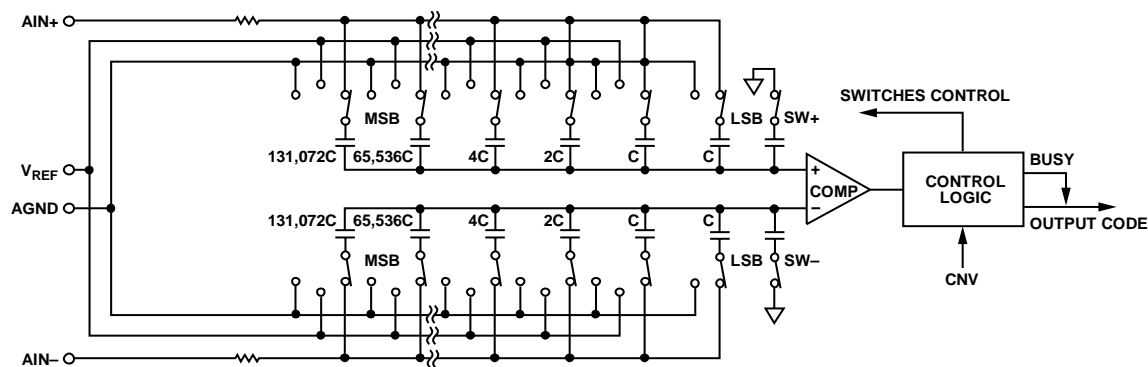 AIN+
SWITCHES CONTROL
MSB
LSB
SW+
131,072C 65,536C 4C 2C C C
BUSY
VREF
+
COMP
−
CONTROL LOGIC
AGND
OUTPUT CODE
131,072C 65,536C 4C 2C C C
MSB
LSB
SW−
CNV
AIN−